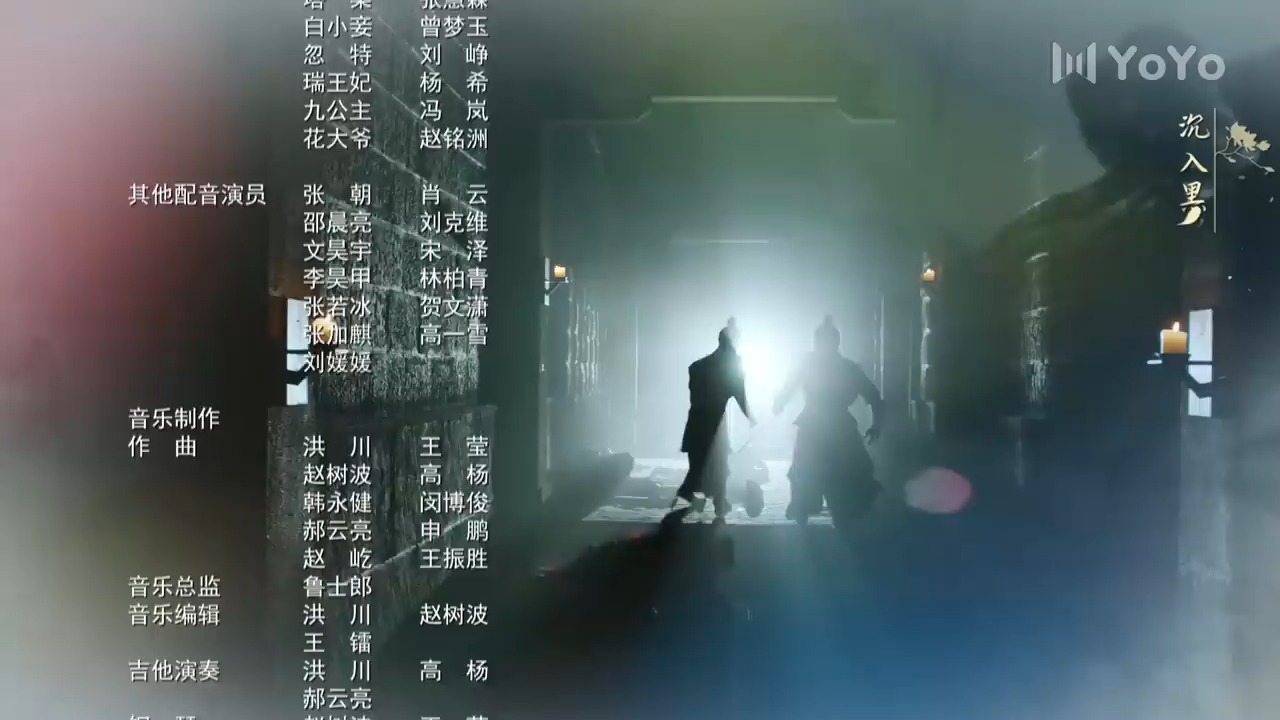 白小妾 曾梦玉
忽 特 刘 峥
瑞王妃 杨 希
九公主 冯 岚
花大爷 赵铭洲
其他配音演员 张 朝 肖 云
邵晨亮 刘克维
文昊宇 宋 泽
李昊甲 林柏青
张若冰 贺文潇
张加麒 高一雪
刘媛媛
音乐制作
作 曲 洪 川 王 莹
赵树波 高 杨
韩永健 闵博俊
郝云亮 申 鹏
赵 屹 王振胜
音乐总监 鲁士郎
音乐编辑 洪 川 赵树波
王 镭
吉他演奏 洪 川 高 杨
郝云亮
YoYo
沉入黑